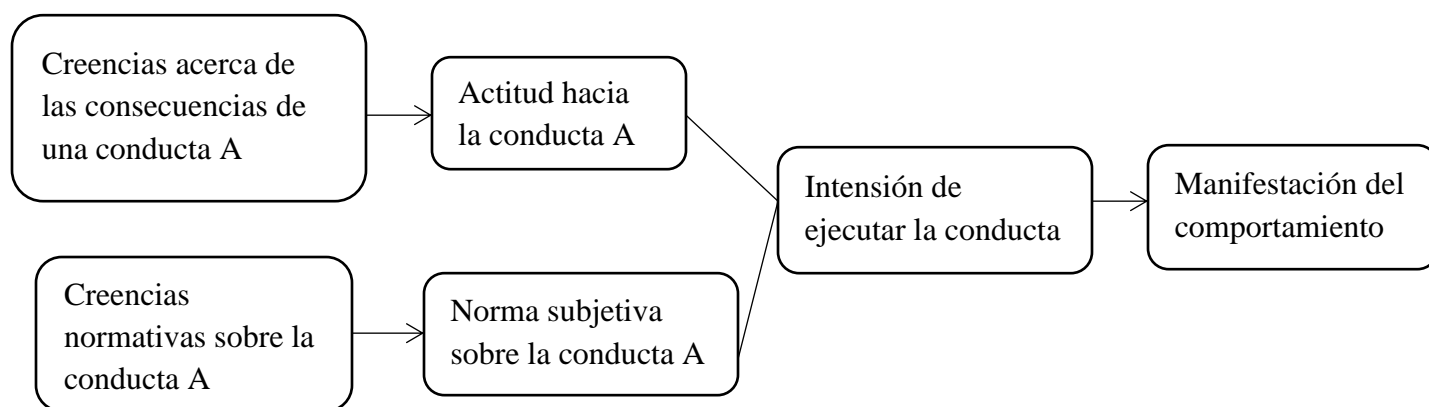 Creencias acerca de
las consecuencias de
una conducta A
Actitud hacia
la conducta A
Intensión de
ejecutar la conducta
Manifestación del
comportamiento
Creencias
normativas sobre la
conducta A
Norma subjetiva
sobre la conducta A